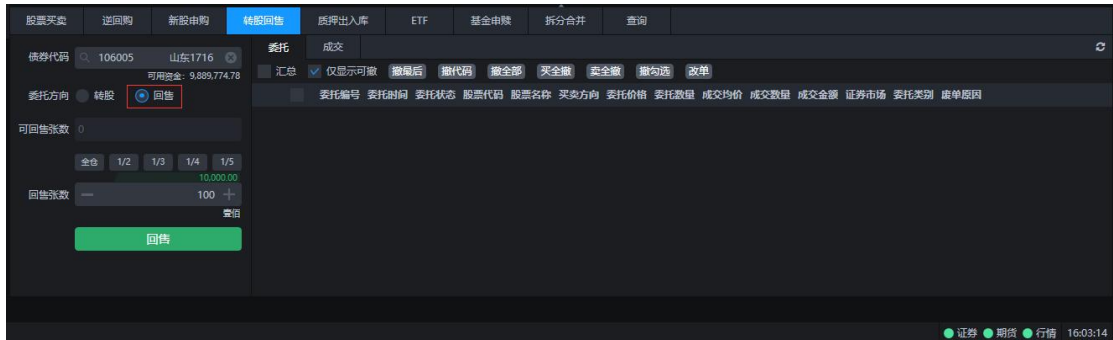 股票买卖 逆回购 新股申购 转股回售 质押出入库 ETF 基金申赎 拆分合并 查询
债券代码 106005 山东1716
可用资金: 9,889,774.78
委托方向 转股 回售
可回售张数 0
全仓 1/2 1/3 1/4 1/5
10,000.00
回售张数 100
壹佰
回售
委托 成交
汇总 仅显示可撤 撤最后 撤代码 撤全部 买全撤 卖全撤 撤勾选 改单
委托编号 委托时间 委托状态 股票代码 股票名称 买卖方向 委托价格 委托数量 成交均价 成交数量 成交金额 证券市场 委托类别 废单原因
证券 期货 行情 16:03:14